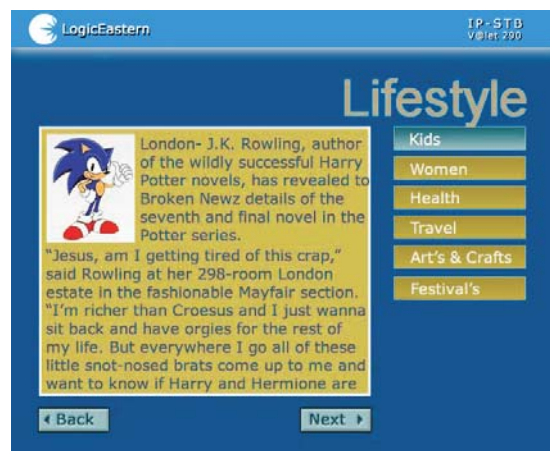 LogicEastern
IP-STB
V@let 290
Lifestyle
London- J.K. Rowling, author
of the wildly successful Harry
Potter novels, has revealed to
Broken Newz details of the
seventh and final novel in the
Potter series.
"Jesus, am I getting tired of this crap,"
said Rowling at her 298-room London
estate in the fashionable Mayfair section.
"I'm richer than Croesus and I just wanna
sit back and have orgies for the rest of
my life. But everywhere I go all of these
little snot-nosed brats come up to me and
want to know if Harry and Hermione are
Kids
Women
Health
Travel
Art's & Crafts
Festival's
Back
Next